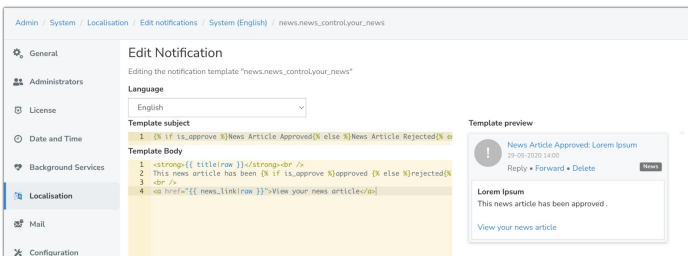 Admin / System / Localisation / Edit notifications / System (English) / news.news_control.your_news
General
Administrators
License
Date and Time
Background Services
Localisation
Mail
Configuration
Edit Notification
Editing the notification template "news.news_control.your_news"
Language
English
Template subject
1 {% if is_approve %}News Article Approved{% else %}News Article Rejected{% e
Template Body
1 <strong>{{ title|raw }}</strong><br />
2 This news article has been {% if is_approve %}approved {% else %}rejected{%
3 <br />
4 <a href="{{ news_link|raw }}">View your news article</a>
Template preview
News Article Approved: Lorem Ipsum
29-05-2020 14:00
Reply • Forward • Delete
News
Lorem Ipsum
This news article has been approved .
View your news article